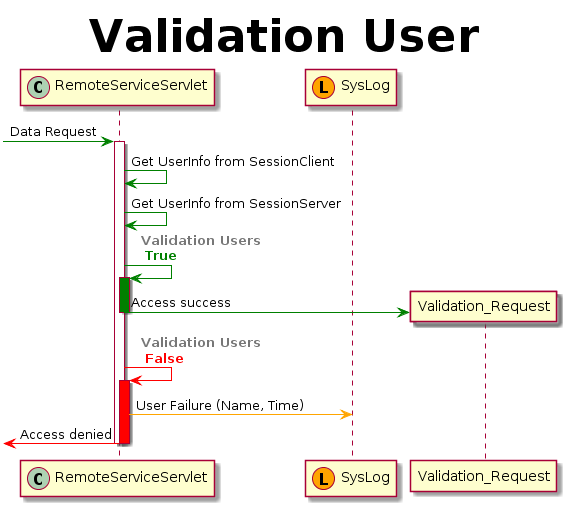 Validation User
C RemoteServiceServlet
L SysLog
Data Request
Get UserInfo from SessionClient
Get UserInfo from SessionServer
Validation Users
True
Access success
Validation_Request
Validation Users
False
User Failure (Name, Time)
Access denied
C RemoteServiceServlet
L SysLog
Validation_Request